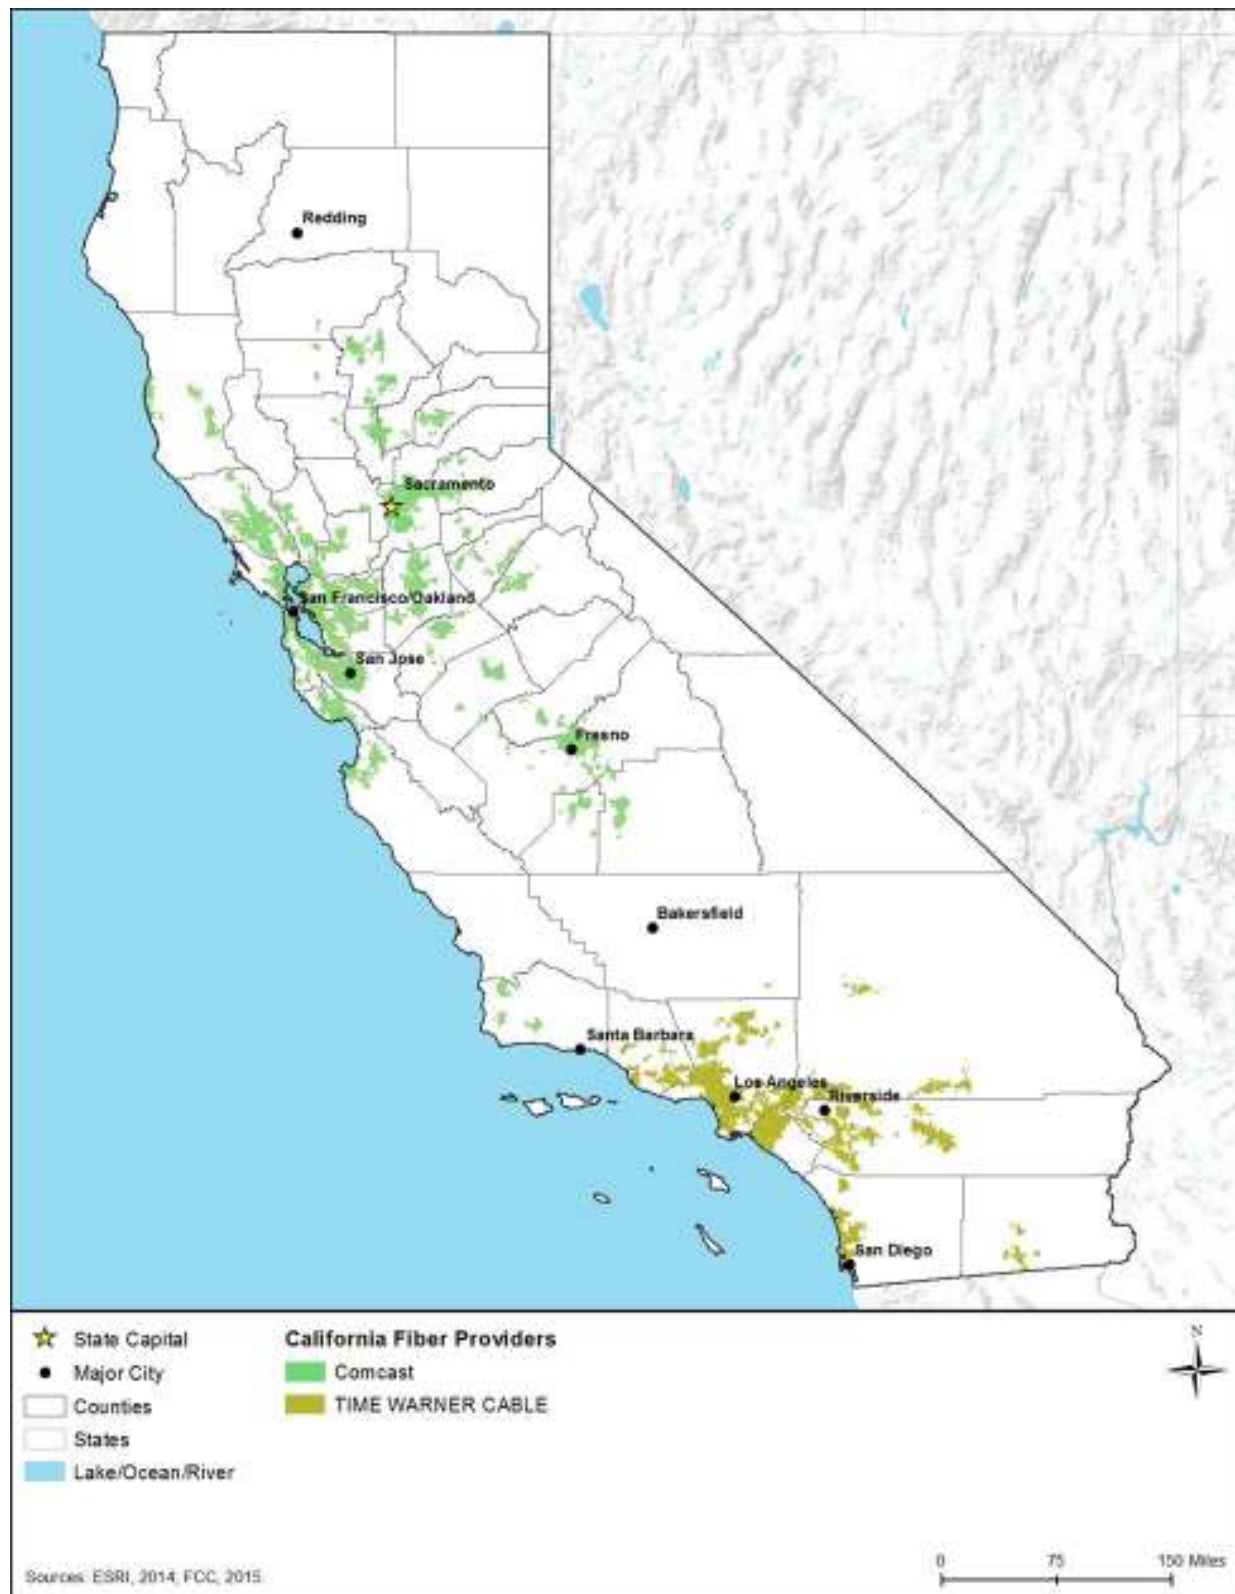 Redding
Sacramento
San Francisco/Oakland
San Jose
Fresno
Bakersfield
Santa Barbara
Los Angeles
Riverside
San Diego
State Capital
Major City
Counties
States
Lake/Ocean/River
California Fiber Providers
Comcast
TIME WARNER CABLE
N
0 75 150 Miles
Sources: ESRI, 2014; FCC, 2015.